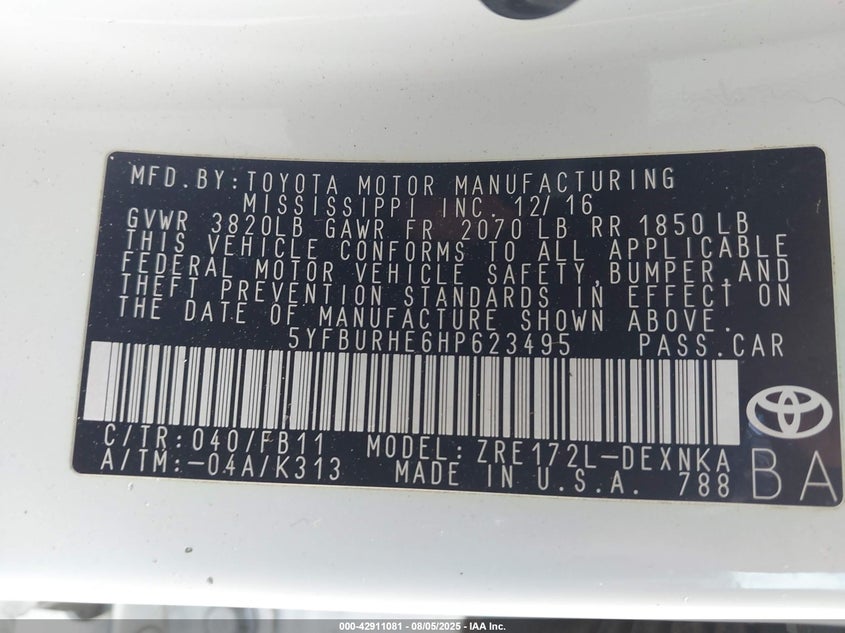 MFD.BY:TOYOTA MOTOR MANUFACTURING
MISSISSIPPI INC. 12/16
GVWR 3820LB GAWR FR 2070 LB RR 1850LB
THIS VEHICLE CONFORMS TO ALL APPLICABLE
FEDERAL MOTOR VEHICLE SAFETY,BUMPER,AND
THEFT PREVENTION STANDARDS IN EFFECT ON
THE DATE OF MANUFACTURE SHOWN ABOVE.
5YFBURHE6HP623495 PASS.CAR
C/TR:040/FB11 MODEL:ZRE172L-DEXNKA
A/TM:-04A/K313 MADE IN U.S.A. 788
BA
000-42911081 - 08/05/2025 - IAA Inc.